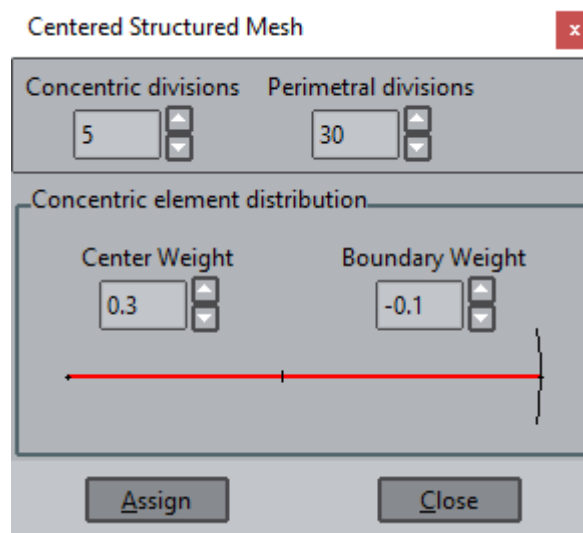 Centered Structured Mesh x
Concentric divisions Perimetral divisions
5 30
Concentric element distribution
Center Weight Boundary Weight
0.3 -0.1
Assign Close